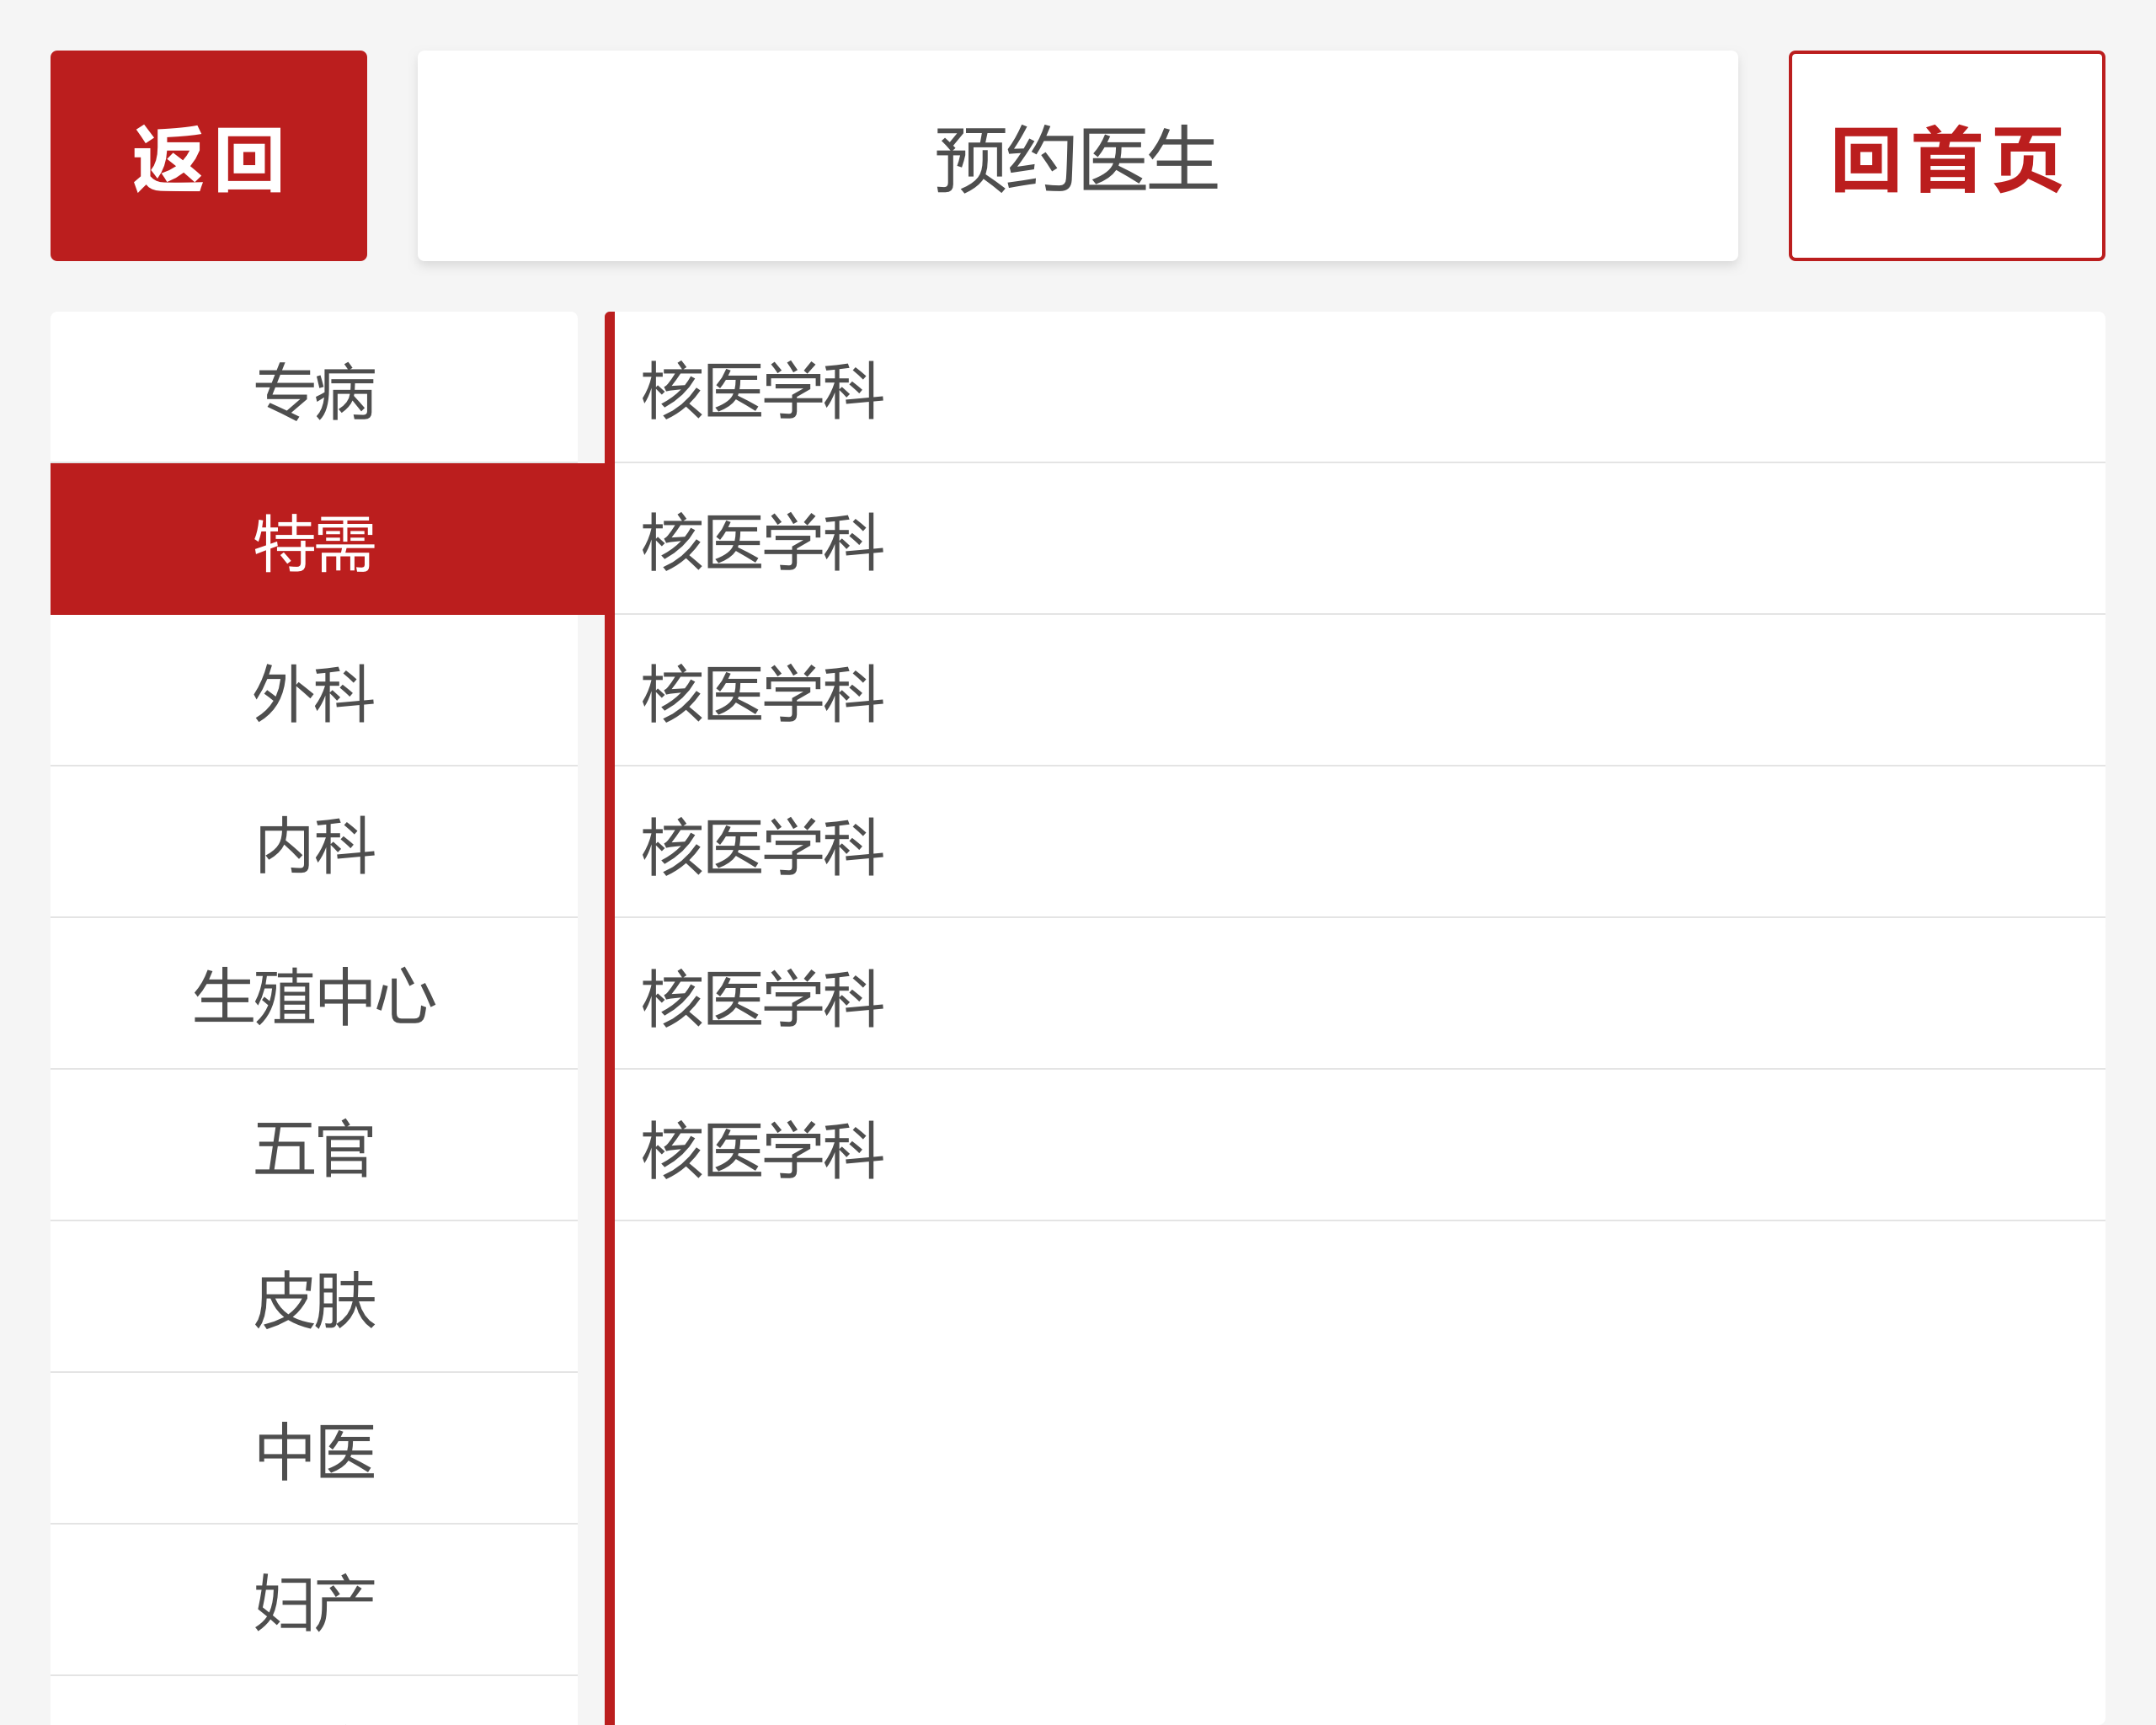 返回
预约医生
回首页
专病
特需
外科
内科
生殖中心
五官
皮肤
中医
妇产
核医学科
核医学科
核医学科
核医学科
核医学科
核医学科